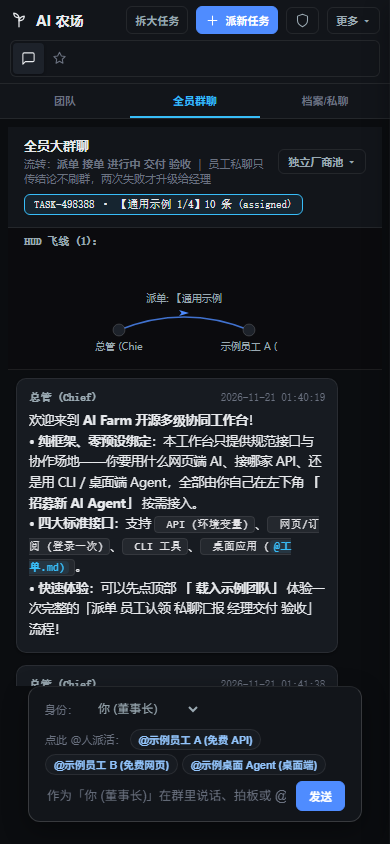 AI 农场
拆大任务
派新任务
更多
团队
全员群聊
档案/私聊
全员大群聊
流转：派单 接单 进行中 交付 验收 | 员工私聊只
传结论不刷群，两次失败才升级给经理
独立厂商池
TASK-498388 · 【通用示例 1/4】10 条 (assigned)
HUD 飞线 (1)：
派单: 【通用示例
总管 (Chie
示例员工 A (
总管 (Chief)
2026-11-21 01:40:19
欢迎来到 AI Farm 开源多级协同工作台！
• 纯框架、零预设绑定：本工作台只提供规范接口与
协作场地——你要用什么网页端 AI、接哪家 API、还
是用 CLI / 桌面端 Agent，全部由你自己在左下角 「
招募新 AI Agent」 按需接入。
• 四大标准接口：支持 API (环境变量)、 网页/订
阅 (登录一次)、 CLI 工具、 桌面应用 (@工
单.md) 。
• 快速体验：可以先点顶部 「 载入示例团队」 体验一
次完整的「派单 员工认领 私聊汇报 经理交付 验收」
流程！
总管 (Chief)
2026-11-21 01:41:38
身份：
你 (董事长)
点此 @人派活：
@示例员工 A (免费 API)
@示例员工 B (免费网页)
@示例桌面 Agent (桌面端)
作为「你 (董事长)」在群里说话、拍板或 @
发送